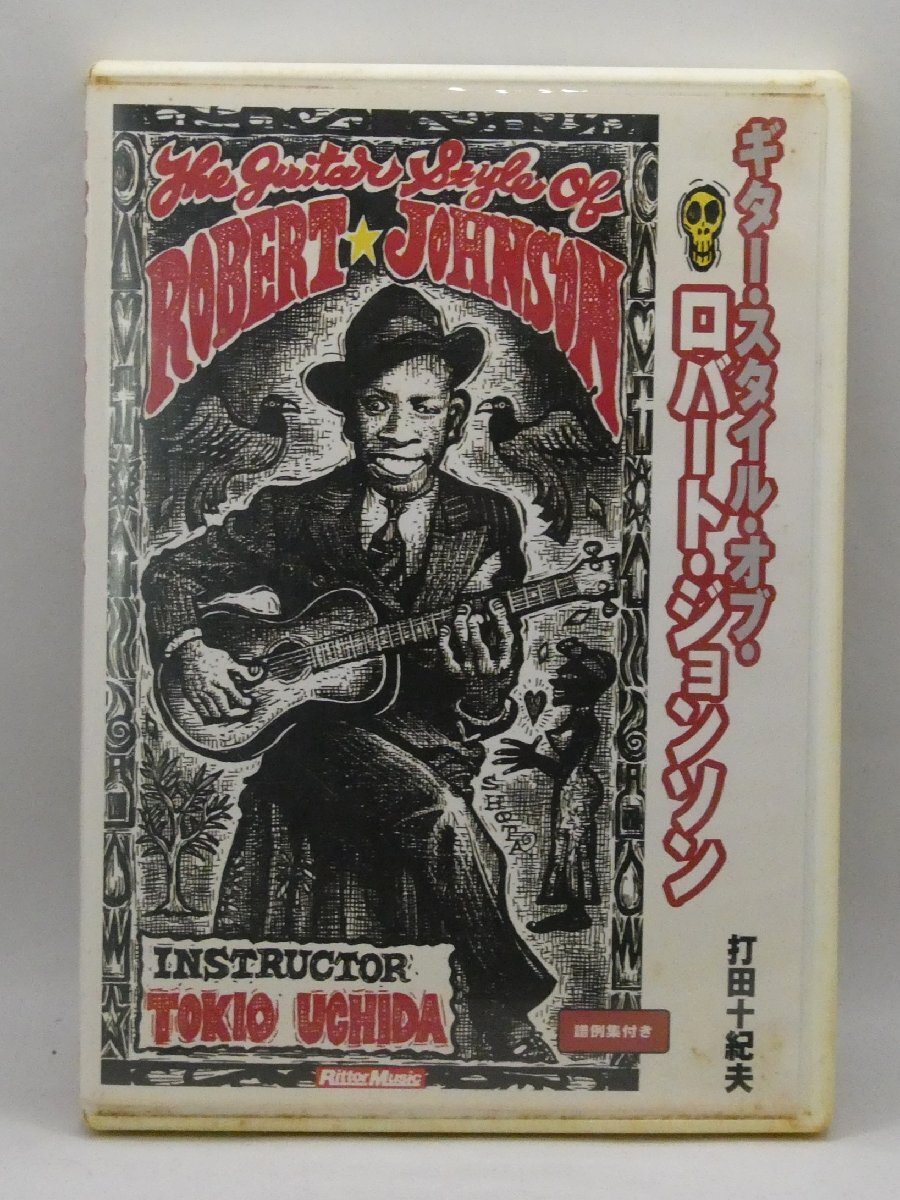 The Guitar Style Of
ROBERT★JOHNSON
INSTRUCTOR
TOKIO UCHIDA
譜例集付き
Rittor Music
ギター・スタイル・オブ・
ロバート・ジョンソン
打田十紀夫